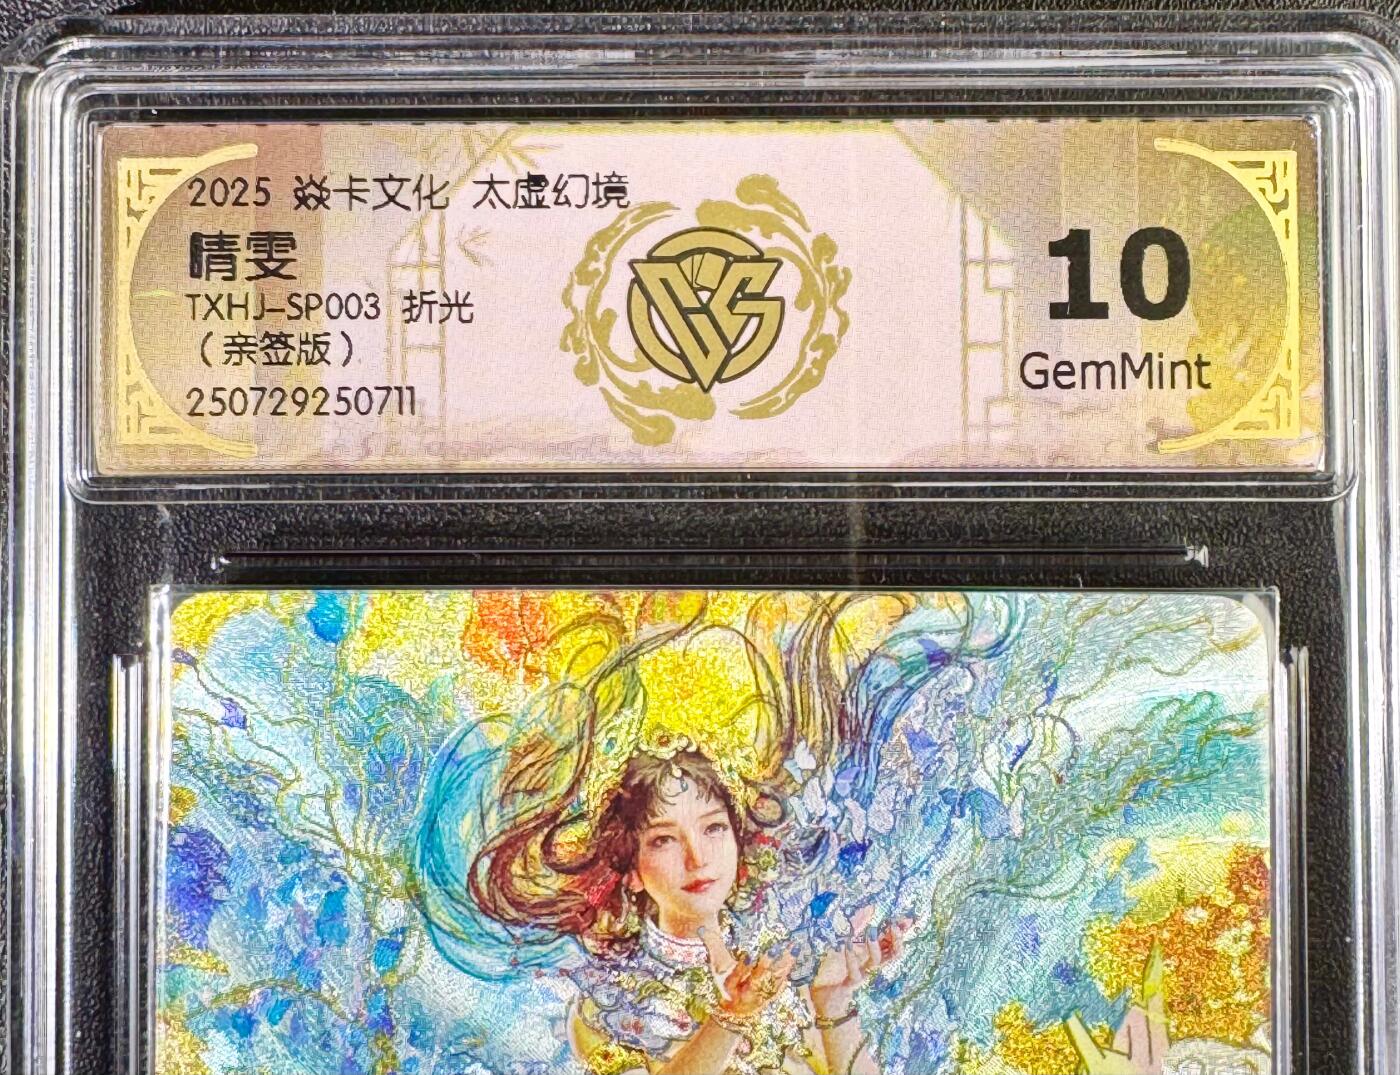 2025 焱卡文化 太虚幻境
晴雯
TXHJ-SP003 折光
（亲签版）
250729250711
10
GemMint